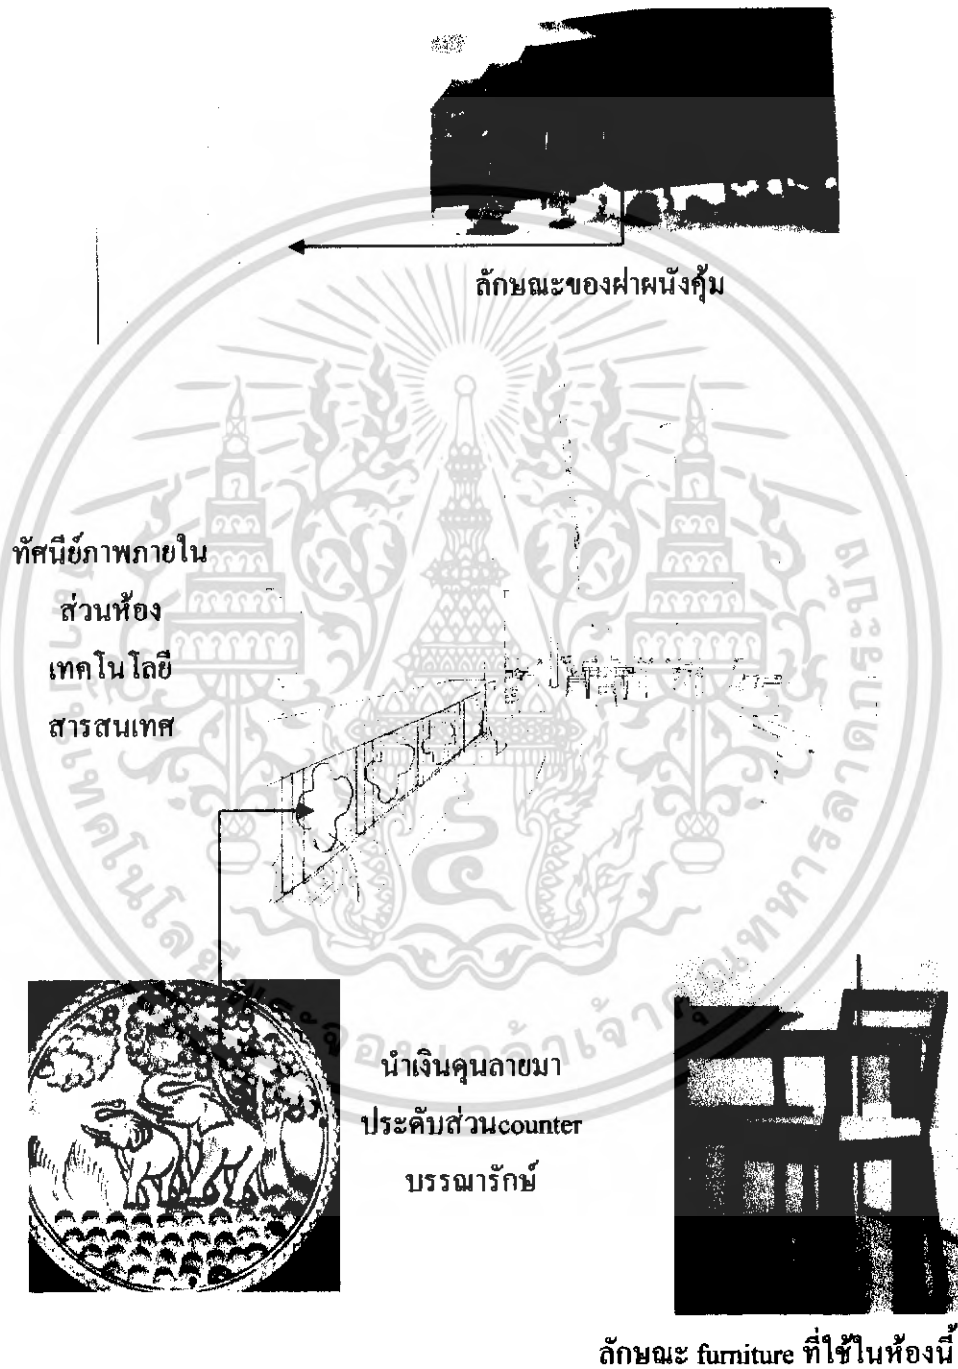 ลักษณะของฝาผนังคุ้ม
ทัศนีย์ภาพภายใน
ส่วนห้อง
เทคโนโลยี
สารสนเทศ
นำเงินคุนลายมา
ประดับส่วนcounter
บรรณารักษ์
ลักษณะ furniture ที่ใช้ในห้องนี้